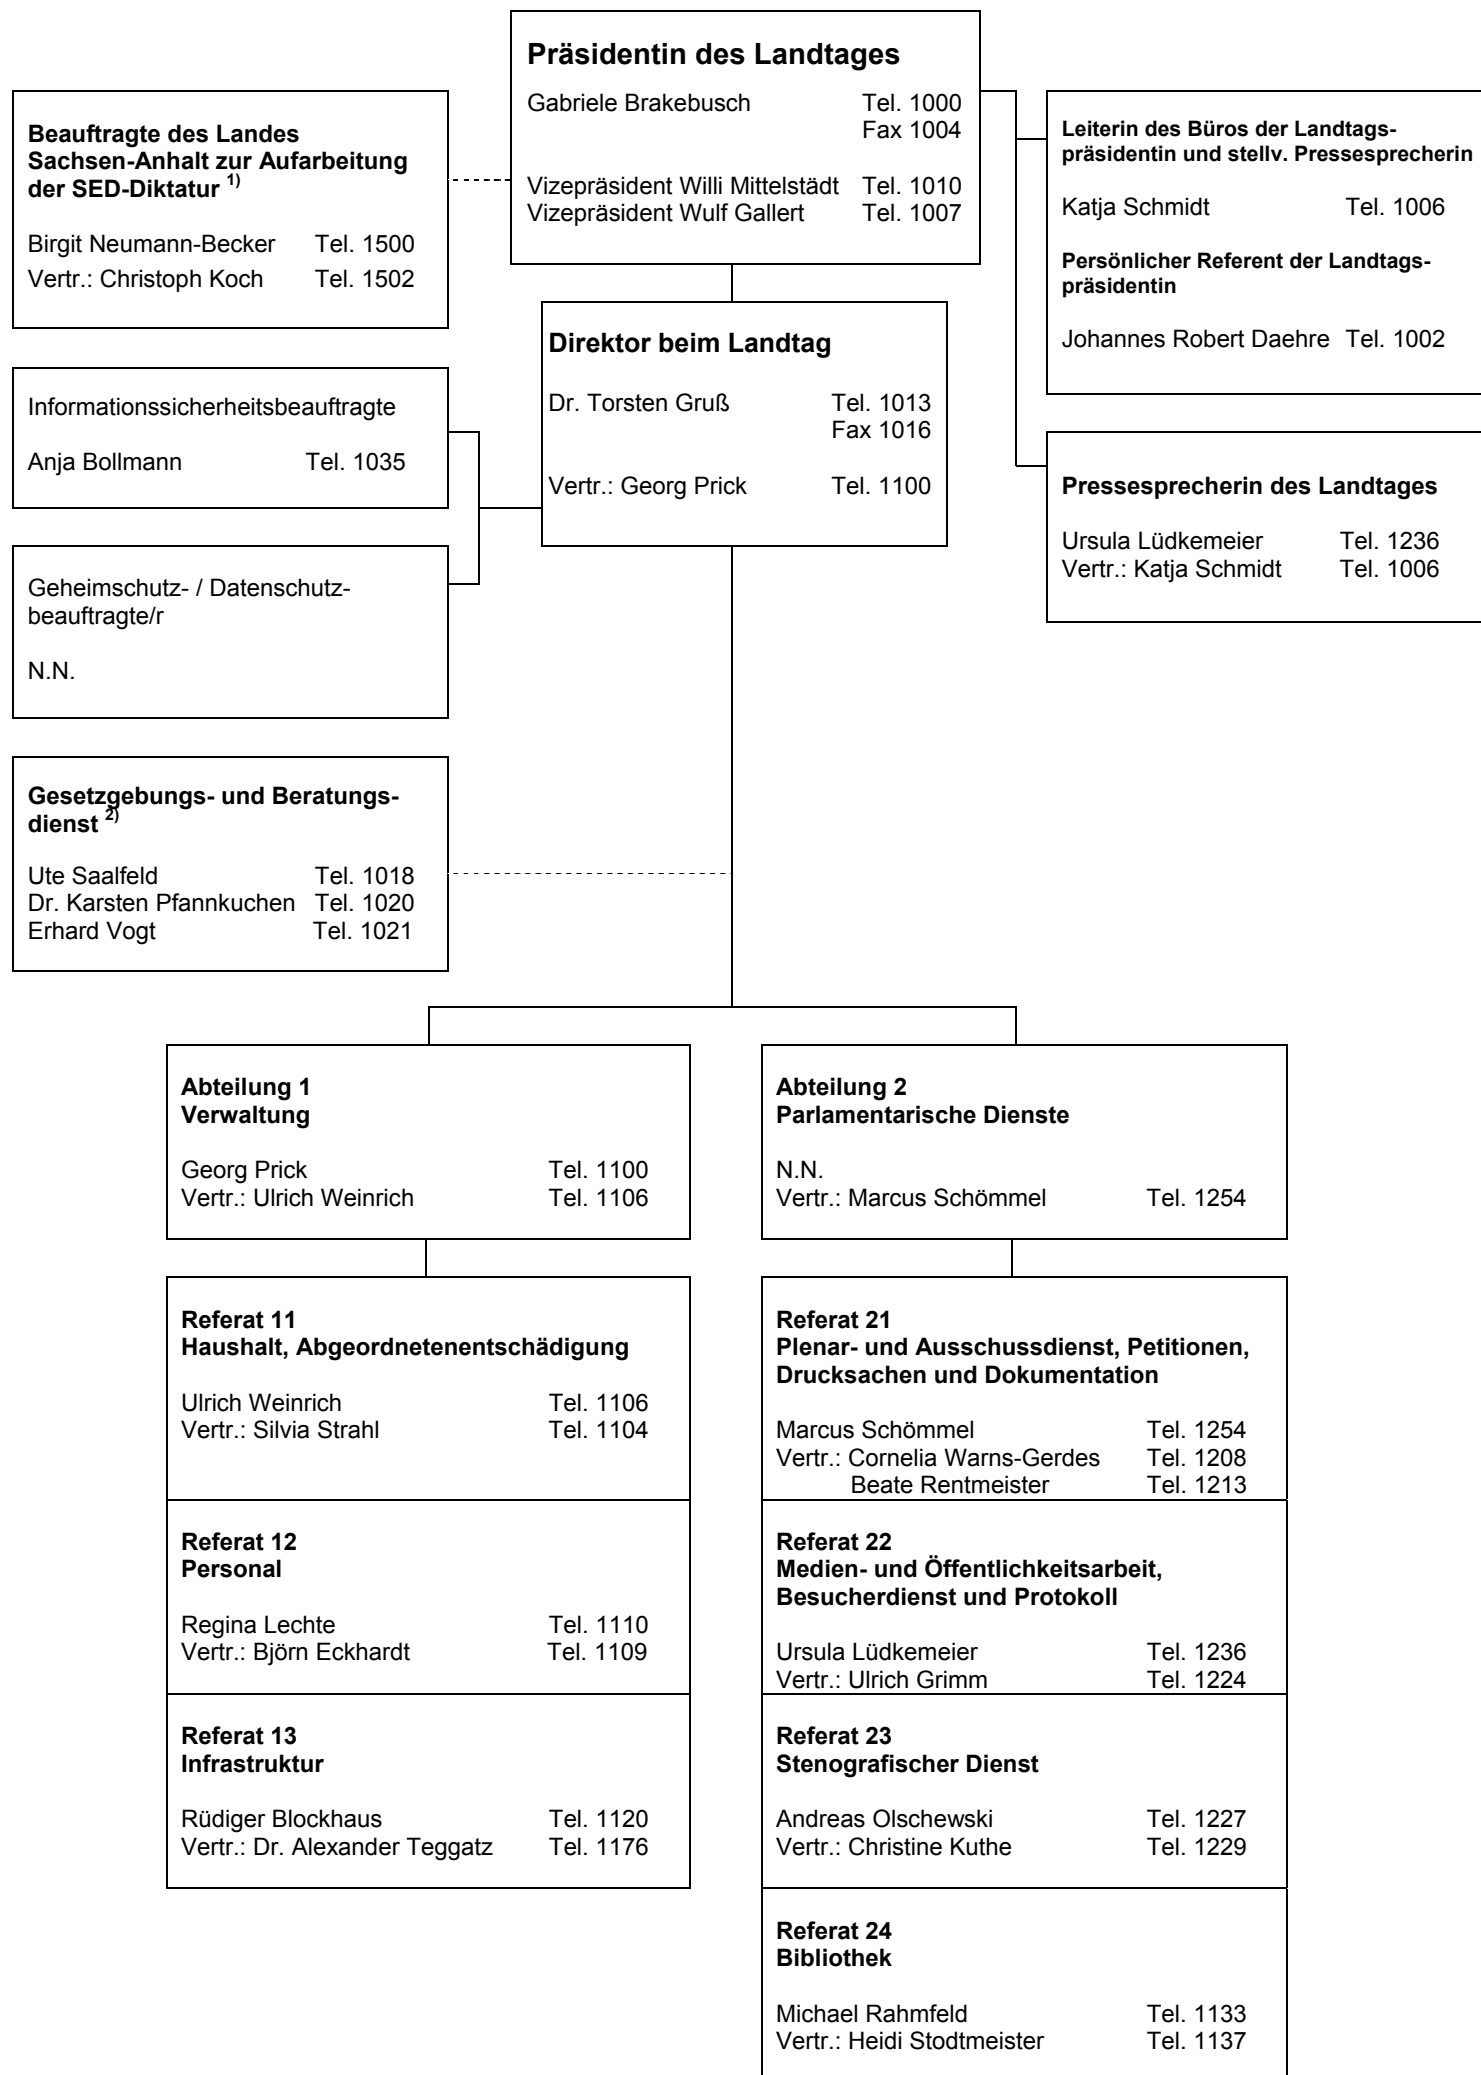 Präsidentin des Landtages
Gabriele Brakebusch Tel. 1000
Fax 1004
Vizepräsident Willi Mittelstädt Tel. 1010
Vizepräsident Wulf Gallert Tel. 1007
Beauftragte des Landes
Sachsen-Anhalt zur Aufarbeitung
der SED-Diktatur 1)
Birgit Neumann-Becker Tel. 1500
Vertr.: Christoph Koch Tel. 1502
Leiterin des Büros der Landtags-
präsidentin und stellv. Pressesprecherin
Katja Schmidt Tel. 1006
Persönlicher Referent der Landtags-
präsidentin
Johannes Robert Daehre Tel. 1002
Direktor beim Landtag
Dr. Torsten Gruß Tel. 1013
Fax 1016
Vertr.: Georg Prick Tel. 1100
Informationssicherheitsbeauftragte
Anja Bollmann Tel. 1035
Pressesprecherin des Landtages
Ursula Lüdkemeier Tel. 1236
Vertr.: Katja Schmidt Tel. 1006
Geheimschutz- / Datenschutz-
beauftragte/r
N.N.
Gesetzgebungs- und Beratungs-
dienst 2)
Ute Saalfeld Tel. 1018
Dr. Karsten Pfannkuchen Tel. 1020
Erhard Vogt Tel. 1021
Abteilung 1
Verwaltung
Georg Prick Tel. 1100
Vertr.: Ulrich Weinrich Tel. 1106
Referat 11
Haushalt, Abgeordnetenentschädigung
Ulrich Weinrich Tel. 1106
Vertr.: Silvia Strahl Tel. 1104
Referat 12
Personal
Regina Lechte Tel. 1110
Vertr.: Björn Eckhardt Tel. 1109
Referat 13
Infrastruktur
Rüdiger Blockhaus Tel. 1120
Vertr.: Dr. Alexander Teggatz Tel. 1176
Abteilung 2
Parlamentarische Dienste
N.N.
Vertr.: Marcus Schömmel Tel. 1254
Referat 21
Plenar- und Ausschussdienst, Petitionen,
Drucksachen und Dokumentation
Marcus Schömmel Tel. 1254
Vertr.: Cornelia Warns-Gerdes Tel. 1208
Beate Rentmeister Tel. 1213
Referat 22
Medien- und Öffentlichkeitsarbeit,
Besucherdienst und Protokoll
Ursula Lüdkemeier Tel. 1236
Vertr.: Ulrich Grimm Tel. 1224
Referat 23
Stenografischer Dienst
Andreas Olschewski Tel. 1227
Vertr.: Christine Kuthe Tel. 1229
Referat 24
Bibliothek
Michael Rahmfeld Tel. 1133
Vertr.: Heidi Stodtmeister Tel. 1137